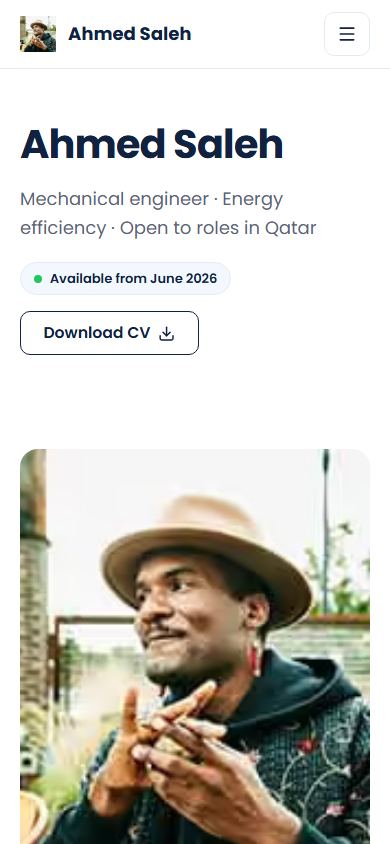 Ahmed Saleh
Ahmed Saleh
Mechanical engineer · Energy
efficiency · Open to roles in Qatar
Available from June 2026
Download CV